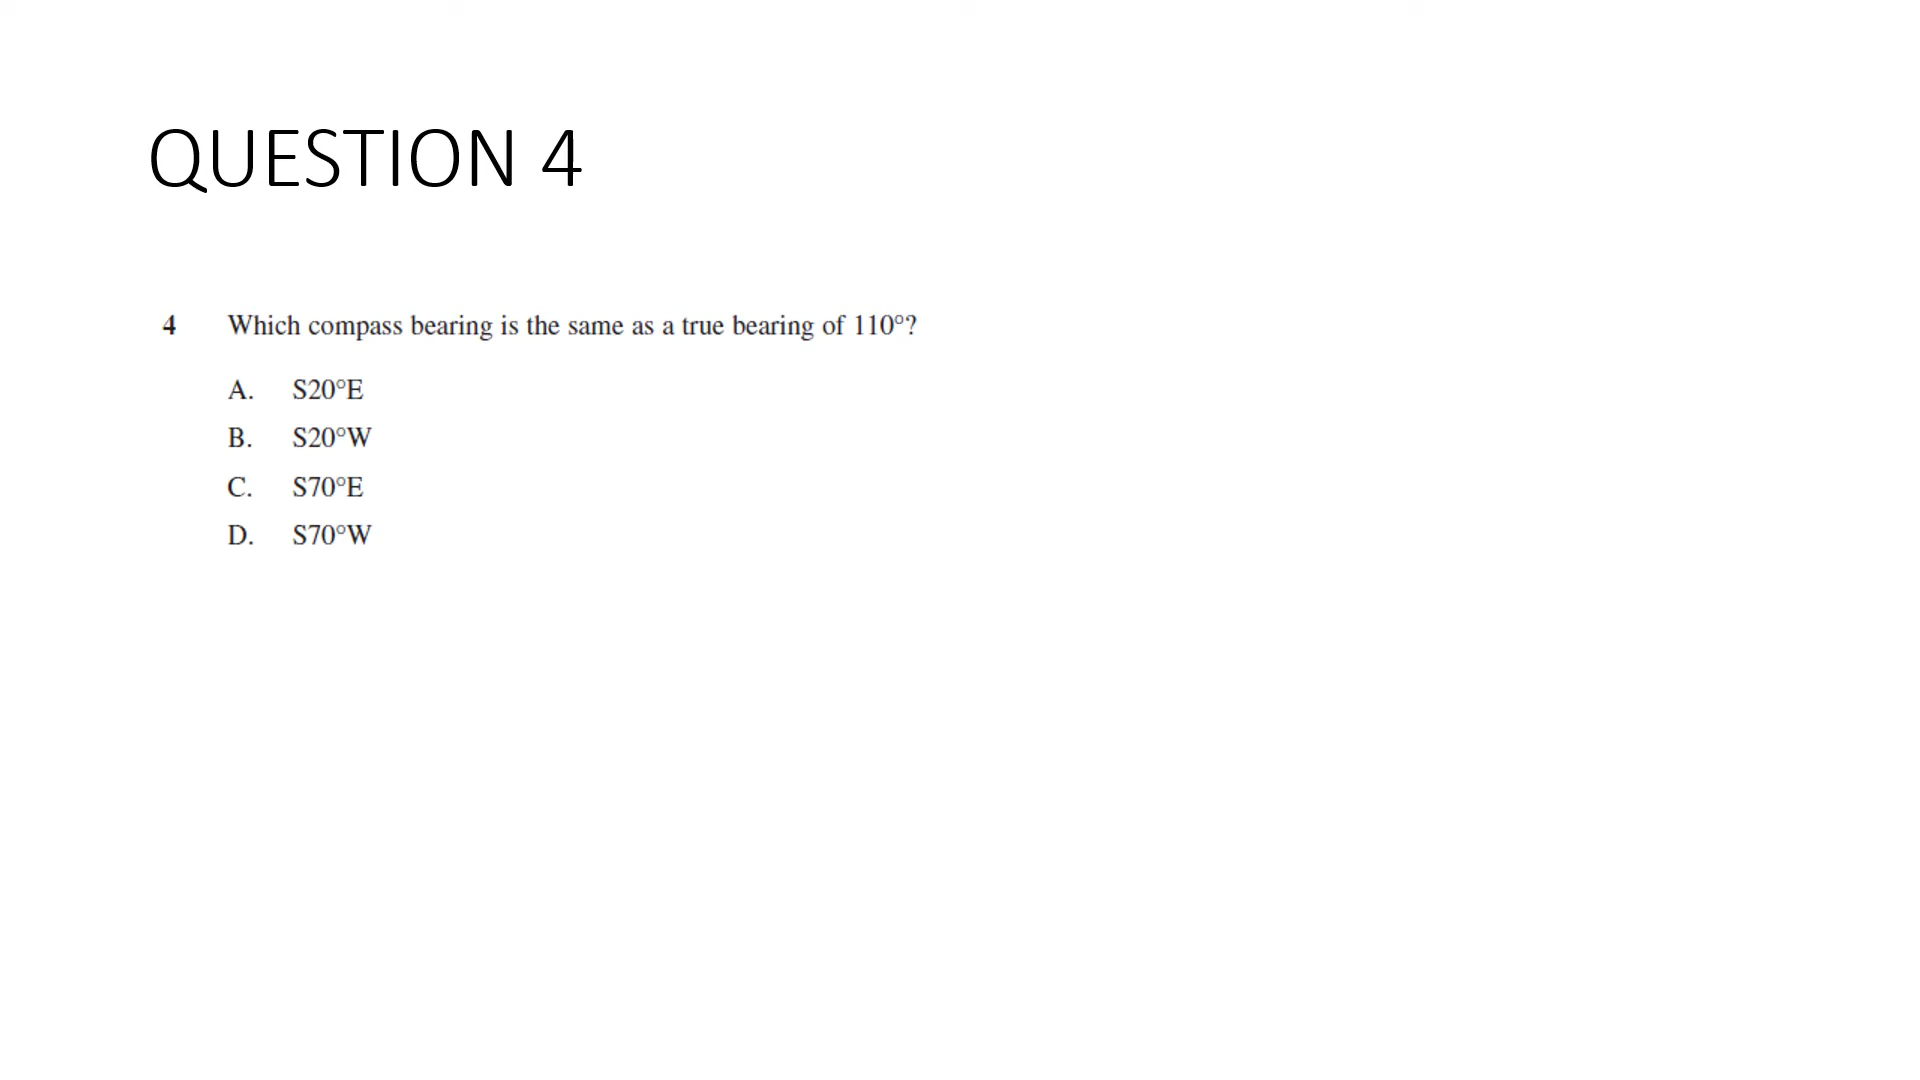 QUESTION 4
4 Which compass bearing is the same as a true bearing of 110°?
A. S20°E
B. S20°W
C. S70°E
D. S70°W